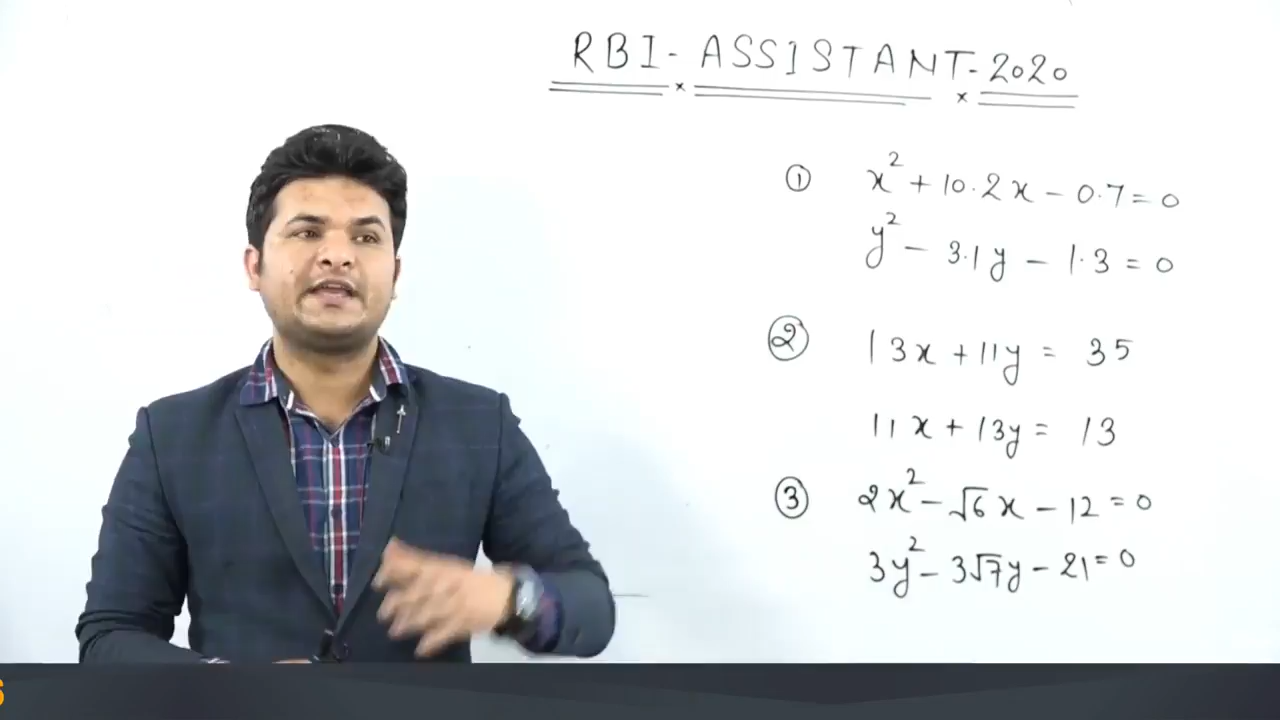 RBI - ASSISTANT - 2020
① x² + 10.2x - 0.7 = 0
y² - 3.1y - 1.3 = 0
② 13x + 11y = 35
11x + 13y = 13
③ 2x² - √6x - 12 = 0
3y² - 3√7y - 21 = 0